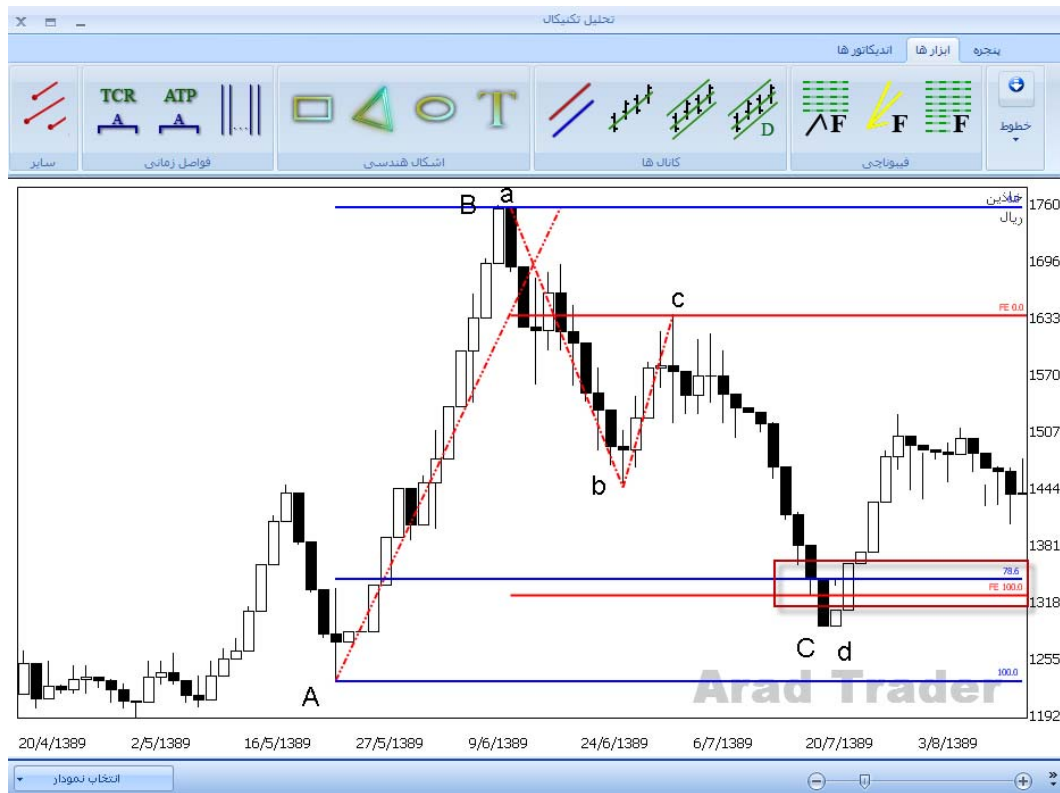 تحلیل تکنیکال
پنجره
ابزار ها
اندیکاتور ها
TCR
A
ATP
A
T
D
F
F
F
خطوط
سایر
فواصل زمانی
اشکال هندسی
کانال ها
فیبوناچی
خاذین
ریال
B
a
1760
1696
FE 0.0
1633
c
1570
1507
b
1444
1381
78.6
FE 100.0
1318
C
d
1255
100.0
A
Arad Trader
1192
20/4/1389
2/5/1389
16/5/1389
27/5/1389
9/6/1389
24/6/1389
6/7/1389
20/7/1389
3/8/1389
انتخاب نمودار